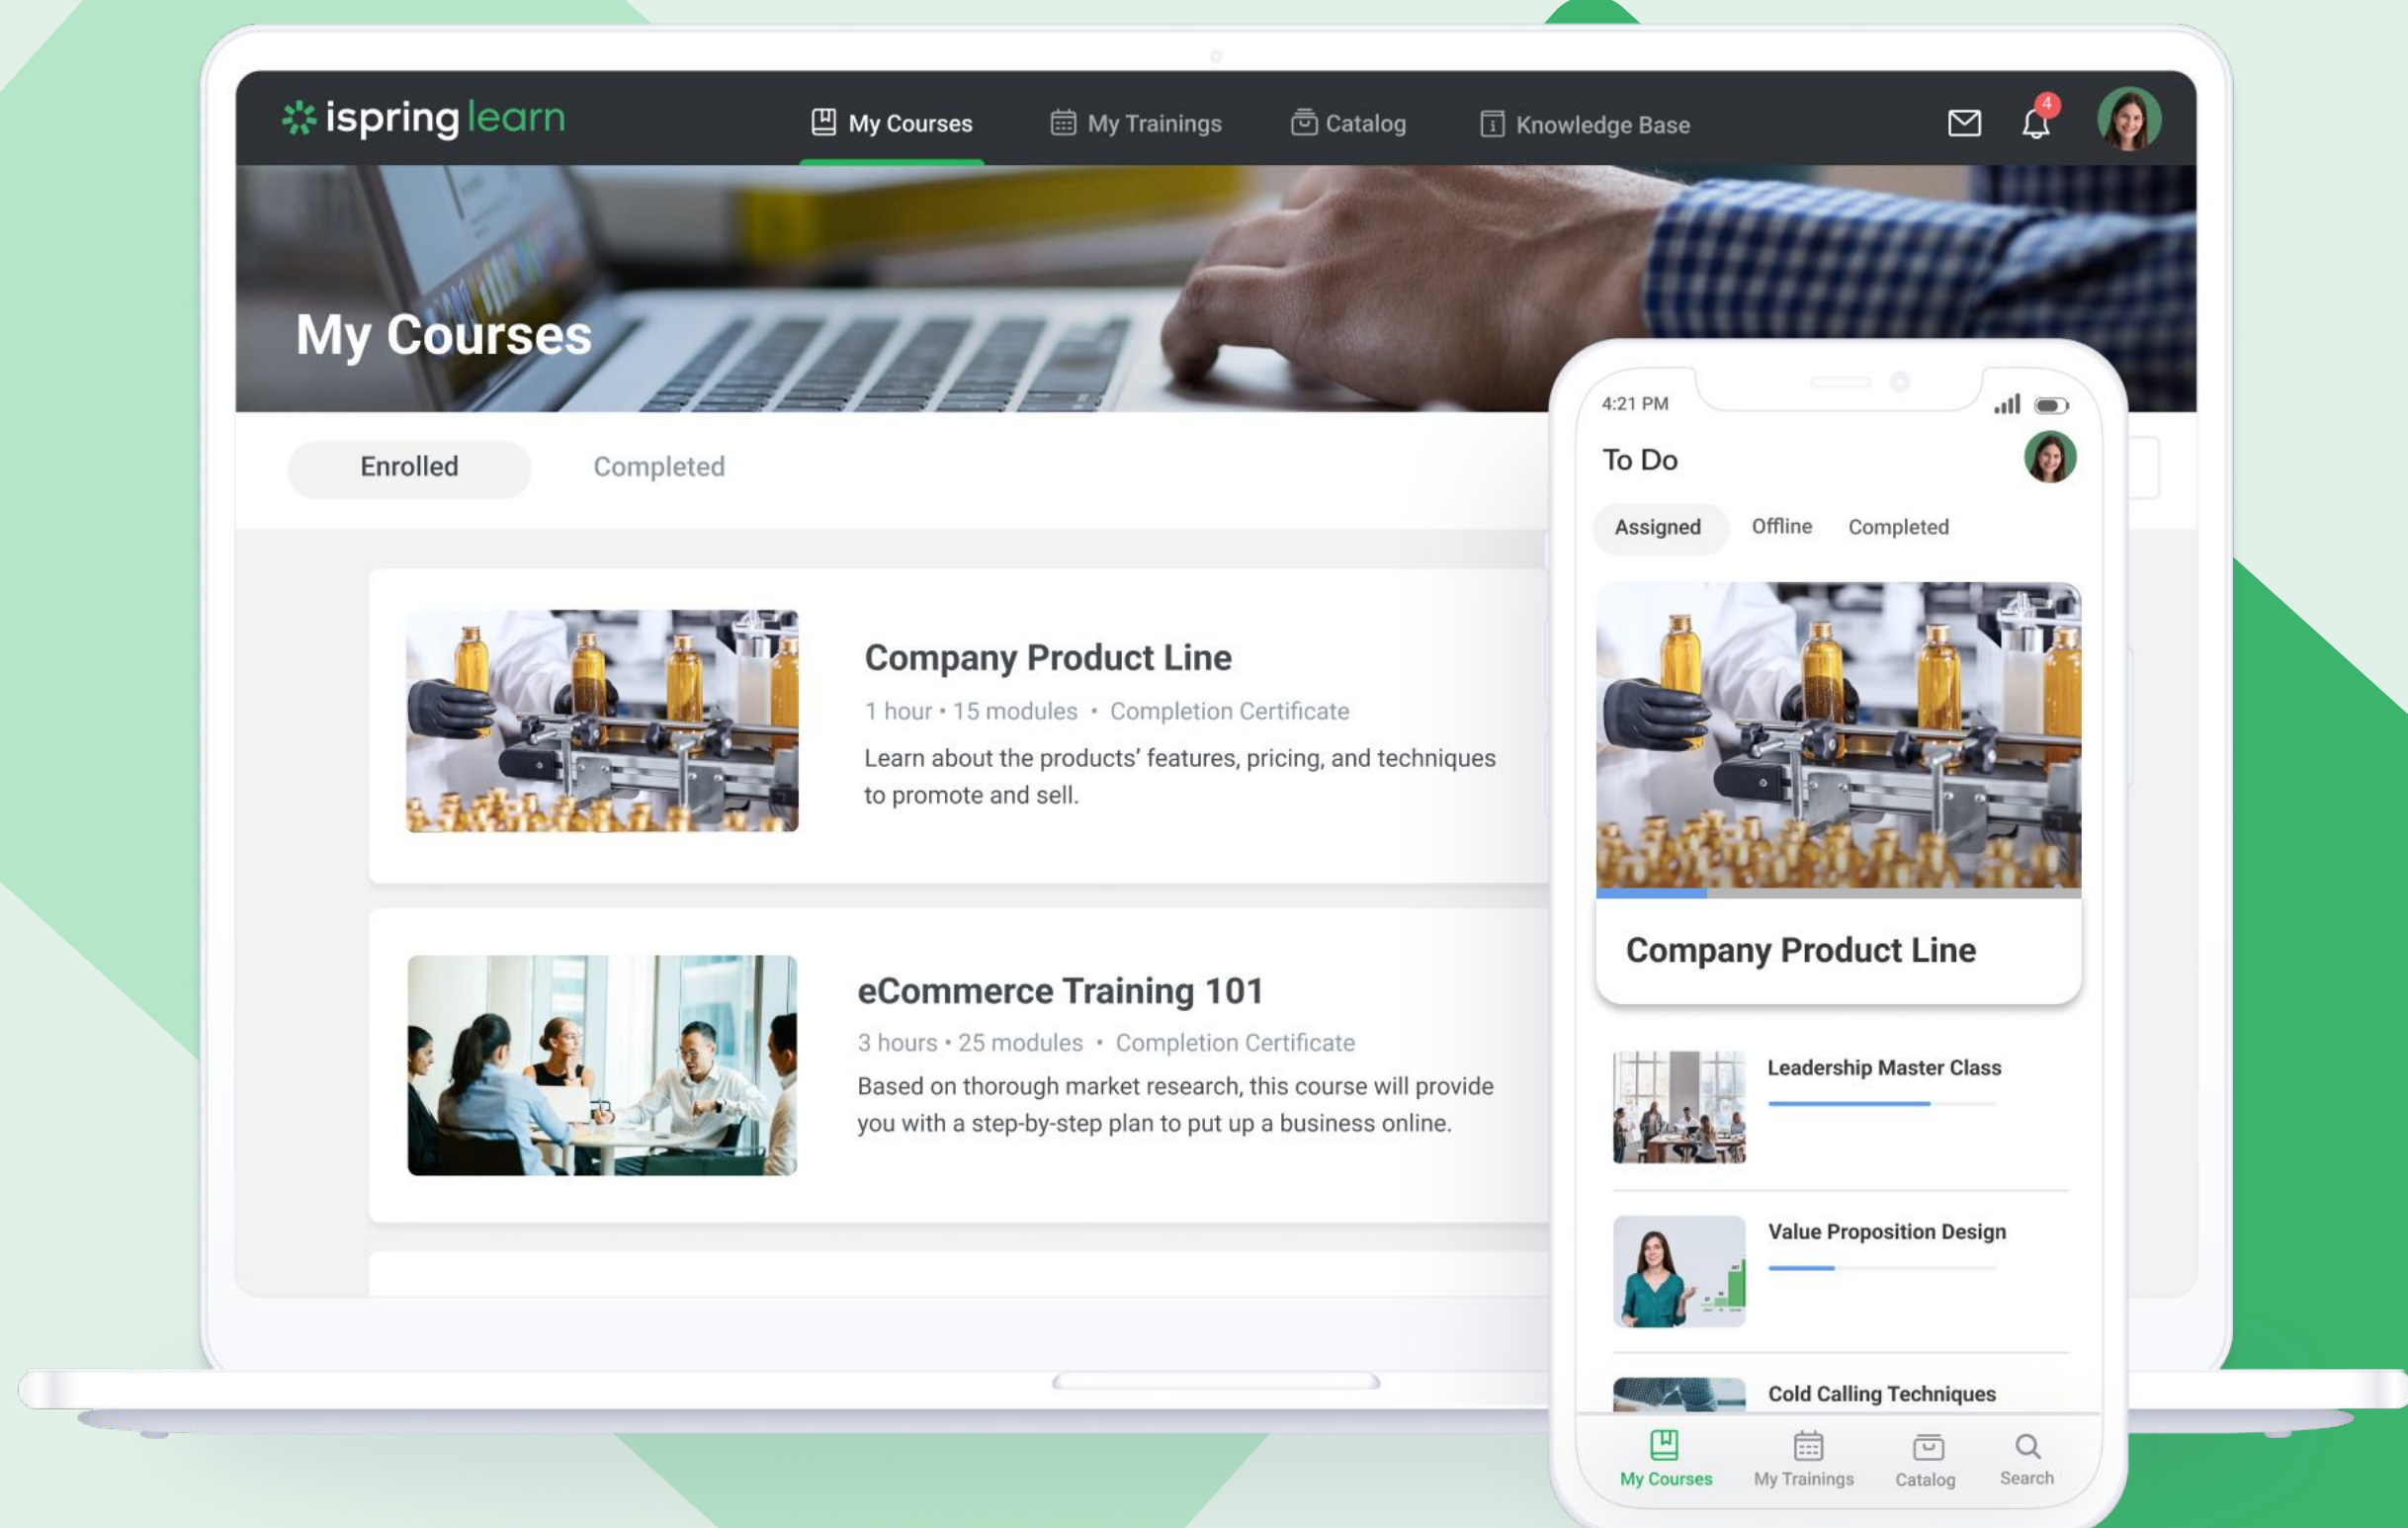 ispring learn
My Courses
My Trainings
Catalog
Knowledge Base
4
My Courses
Enrolled
Completed
Company Product Line
1 hour • 15 modules • Completion Certificate
Learn about the products’ features, pricing, and techniques
to promote and sell.
eCommerce Training 101
3 hours • 25 modules • Completion Certificate
Based on thorough market research, this course will provide
you with a step-by-step plan to put up a business online.
4:21 PM
To Do
Assigned
Offline
Completed
Company Product Line
Leadership Master Class
Value Proposition Design
Cold Calling Techniques
My Courses
My Trainings
Catalog
Search